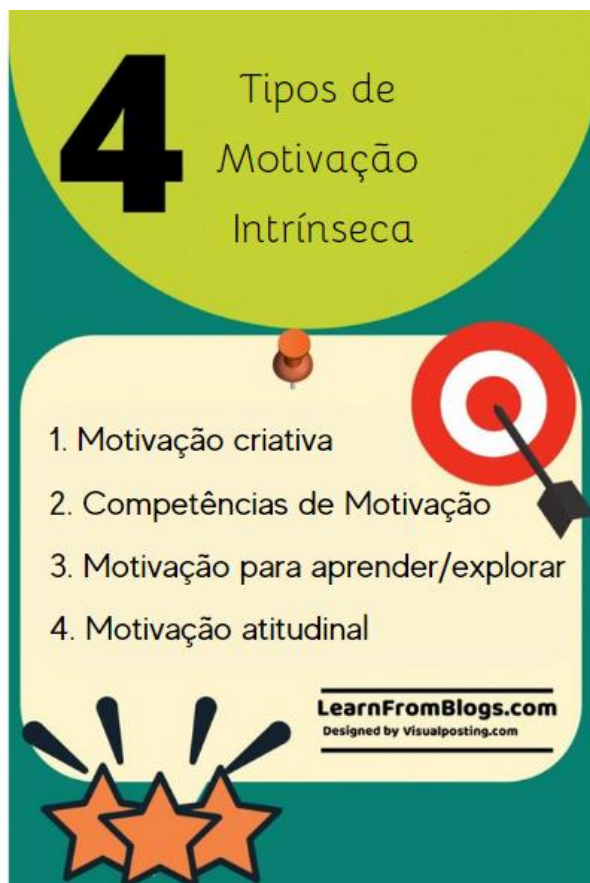 4
Tipos de
Motivação
Intrínseca
1. Motivação criativa
2. Competências de Motivação
3. Motivação para aprender/explorar
4. Motivação atitudinal
LearnFromBlogs.com
Designed by Visualposting.com